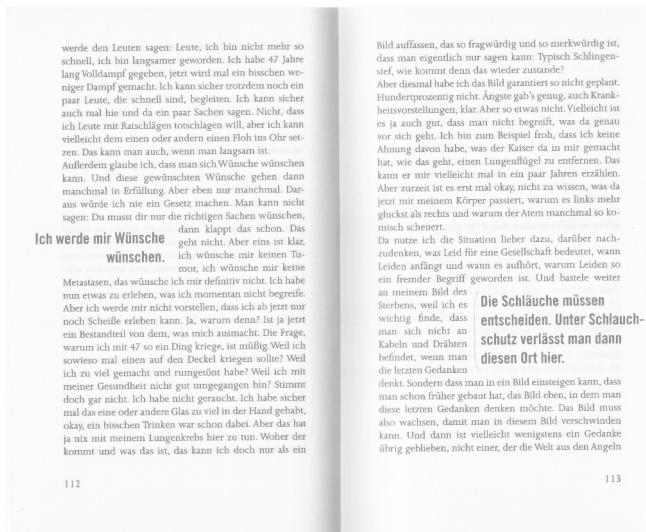 werde den Leuten sagen: Leute, ich bin nicht mehr so
schnell, ich bin langsamer geworden. Ich habe 47 Jahre
lang Volldampf gegeben, jetzt wird mal ein bisschen we-
niger Dampf gemacht. Ich kann sicher trotzdem noch ein
paar Leute, die schnell sind, begleiten. Ich kann sicher
auch mal hie und da ein paar Sachen sagen. Nicht, dass
ich Leute mit Ratschlägen totschlagen will, aber ich kann
vielleicht dem einen oder andern einen Floh ins Ohr set-
zen. Das kann man auch, wenn man langsam ist.
Außerdem glaube ich, dass man sich Wünsche wünschen
kann. Und diese gewünschten Wünsche gehen dann
manchmal in Erfüllung. Aber eben nur manchmal. Dar-
aus würde ich nie ein Gesetz machen. Man kann nicht
sagen: Du musst dir nur die richtigen Sachen wünschen,
dann klappt das schon. Das
geht nicht. Aber eins ist klar,
ich wünsche mir keinen Tu-
mor, ich wünsche mir keine
Ich werde mir Wünsche
wünschen.
Metastasen, das wünsche ich mir definitiv nicht. Ich habe
nun etwas zu erleben, was ich momentan nicht begreife.
Aber ich werde mir nicht vorstellen, dass ich ab jetzt nur
noch Scheiße erleben kann. Ja, warum denn? Ist ja jetzt
ein Bestandteil von dem, was mich ausmacht. Die Frage,
warum ich mit 47 so ein Ding kriege, ist müßig. Weil ich
sowieso mal einen auf den Deckel kriegen sollte? Weil
ich zu viel gemacht und rumgetönt habe? Weil ich mit
meiner Gesundheit nicht gut umgegangen bin? Stimmt
doch gar nicht. Ich habe nicht geraucht. Ich habe sicher
mal das eine oder andere Glas zu viel in der Hand gehabt,
okay, ein bisschen Trinken war schon dabei. Aber das hat
ja nix mit meinem Lungenkrebs hier zu tun. Woher der
kommt und was das ist, das kann ich doch nur als ein
112
Bild auffassen, das so fragwürdig und so merkwürdig ist,
dass man eigentlich nur sagen kann: Typisch Schlingen-
sief, wie kommt denn das wieder zustande?
Aber diesmal habe ich das Bild garantiert so nicht geplant.
Hundertprozentig nicht. Ängste gab's genug, auch Krank-
heitsvorstellungen, klar. Aber so etwas nicht. Vielleicht ist
es ja auch gut, dass man nicht begreift, was da genau
vor sich geht. Ich bin zum Beispiel froh, dass ich keine
Ahnung davon habe, was der Kaiser da in mir gemacht
hat, wie das geht, einen Lungenflügel zu entfernen. Das
kann er mir vielleicht mal in ein paar Jahren erzählen.
Aber zurzeit ist es erst mal okay, nicht zu wissen, was da
jetzt mit meinem Körper passiert, warum es links mehr
gluckst als rechts und warum der Atem manchmal so ko-
misch scheuert.
Da nutze ich die Situation lieber dazu, darüber nach-
zudenken, was Leid für eine Gesellschaft bedeutet, wann
Leiden anfängt und wann es aufhört, warum Leiden so
ein fremder Begriff geworden ist. Und bastele weiter
an meinem Bild des
Sterbens, weil ich es
wichtig finde, dass
man sich nicht an
Kabeln und Drähten
befindet, wenn man
die letzten Gedanken
Die Schläuche müssen
entscheiden. Unter Schlauch-
schutz verlässt man dann
diesen Ort hier.
denkt. Sondern dass man in ein Bild einsteigen kann, dass
man schon früher gebaut hat, das Bild eben, in dem man
diese letzten Gedanken denken möchte. Das Bild muss
also wachsen, damit man in diesem Bild verschwinden
kann. Und dann ist vielleicht wenigstens ein Gedanke
übrig geblieben, nicht einer, der die Welt aus den Angeln
113